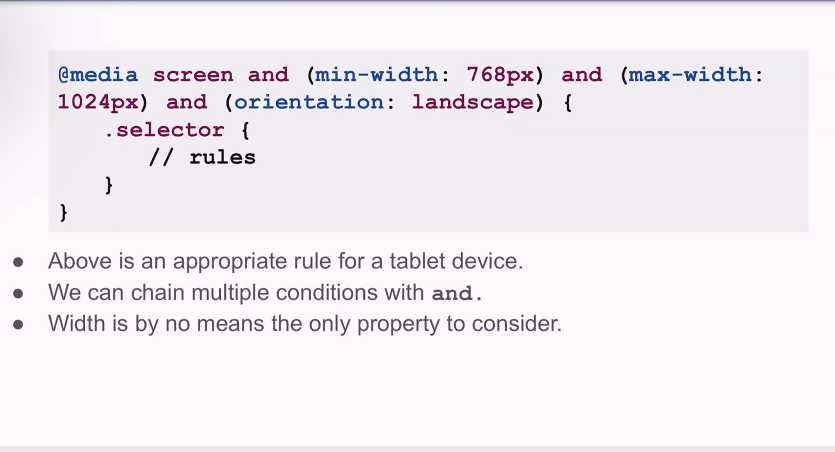 @media screen and (min-width: 768px) and (max-width:
1024px) and (orientation: landscape) {
.selector {
// rules
}
}
● Above is an appropriate rule for a tablet device.
● We can chain multiple conditions with and.
● Width is by no means the only property to consider.